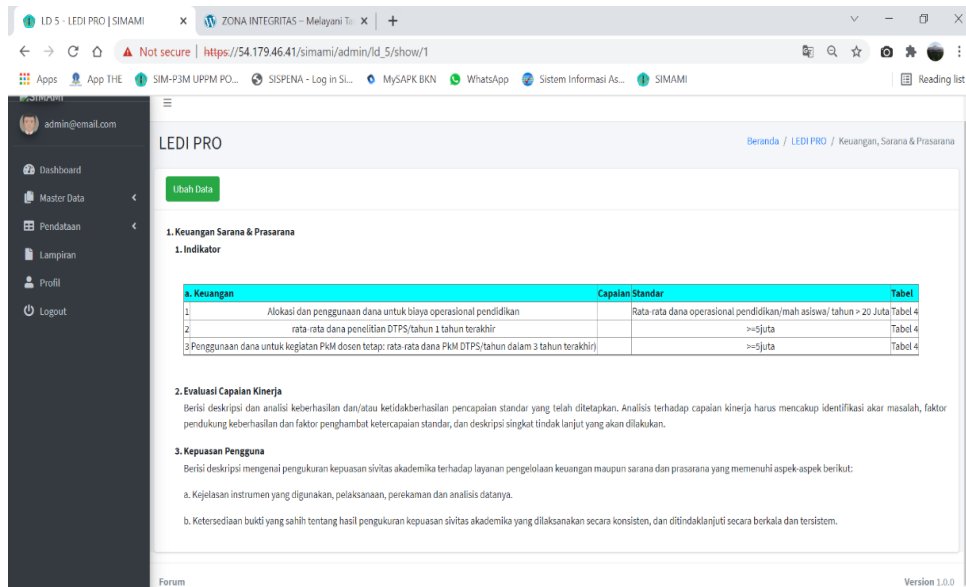 LD 5 - LEDI PRO | SIMAMI
ZONA INTEGRITAS – Melayani Ta
Not secure | https://54.179.46.41/simami/admin/ld_5/show/1
Apps App THE SIM-P3M UPPM PO... SISPENA - Log in Si... MySAPK BKN WhatsApp Sistem Informasi As... SIMAMI Reading list
SIMAMI
admin@email.com
Dashboard
Master Data
Pendataan
Lampiran
Profil
Logout
LEDI PRO
Beranda / LEDI PRO / Keuangan, Sarana & Prasarana
Ubah Data
1. Keuangan Sarana & Prasarana
1. Indikator
a. Keuangan Capaian Standar Tabel
1 Alokasi dan penggunaan dana untuk biaya operasional pendidikan Rata-rata dana operasional pendidikan/mah asiswa/ tahun > 20 Juta Tabel 4
2 rata-rata dana penelitian DTPS/tahun 1 tahun terakhir >=5juta Tabel 4
3 Penggunaan dana untuk kegiatan PkM dosen tetap: rata-rata dana PkM DTPS/tahun dalam 3 tahun terakhir) >=5juta Tabel 4
2. Evaluasi Capaian Kinerja
Berisi deskripsi dan analisi keberhasilan dan/atau ketidakberhasilan pencapaian standar yang telah ditetapkan. Analisis terhadap capaian kinerja harus mencakup identifikasi akar masalah, faktor
pendukung keberhasilan dan faktor penghambat ketercapaian standar, dan deskripsi singkat tindak lanjut yang akan dilakukan.
3. Kepuasan Pengguna
Berisi deskripsi mengenai pengukuran kepuasan sivitas akademika terhadap layanan pengelolaan keuangan maupun sarana dan prasarana yang memenuhi aspek-aspek berikut:
a. Kejelasan instrumen yang digunakan, pelaksanaan, perekaman dan analisis datanya.
b. Ketersediaan bukti yang sahih tentang hasil pengukuran kepuasan sivitas akademika yang dilaksanakan secara konsisten, dan ditindaklanjuti secara berkala dan tersistem.
Forum
Version 1.0.0